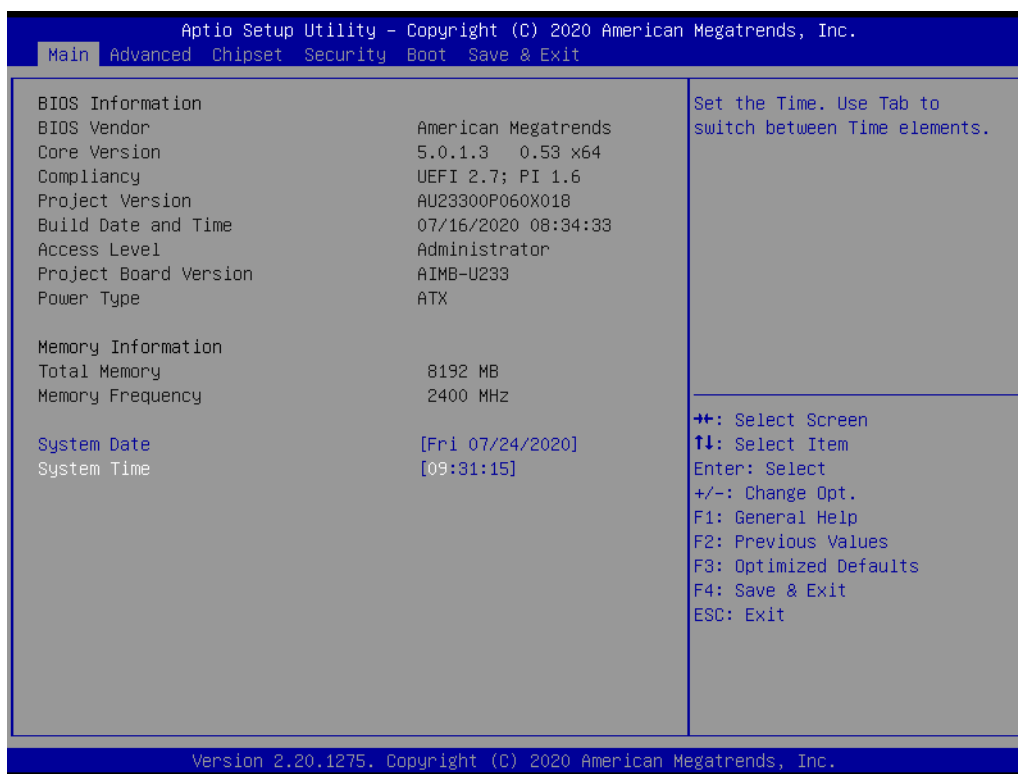 Aptio Setup Utility – Copyright (C) 2020 American Megatrends, Inc.
Main Advanced Chipset Security Boot Save & Exit
BIOS Information
BIOS Vendor American Megatrends
Core Version 5.0.1.3 0.53 x64
Compliancy UEFI 2.7; PI 1.6
Project Version AU23300P060X018
Build Date and Time 07/16/2020 08:34:33
Access Level Administrator
Project Board Version AIMB-U233
Power Type ATX
Memory Information
Total Memory 8192 MB
Memory Frequency 2400 MHz
System Date [Fri 07/24/2020]
System Time [09:31:15]
Set the Time. Use Tab to
switch between Time elements.
→←: Select Screen
↑↓: Select Item
Enter: Select
+/-: Change Opt.
F1: General Help
F2: Previous Values
F3: Optimized Defaults
F4: Save & Exit
ESC: Exit
Version 2.20.1275. Copyright (C) 2020 American Megatrends, Inc.